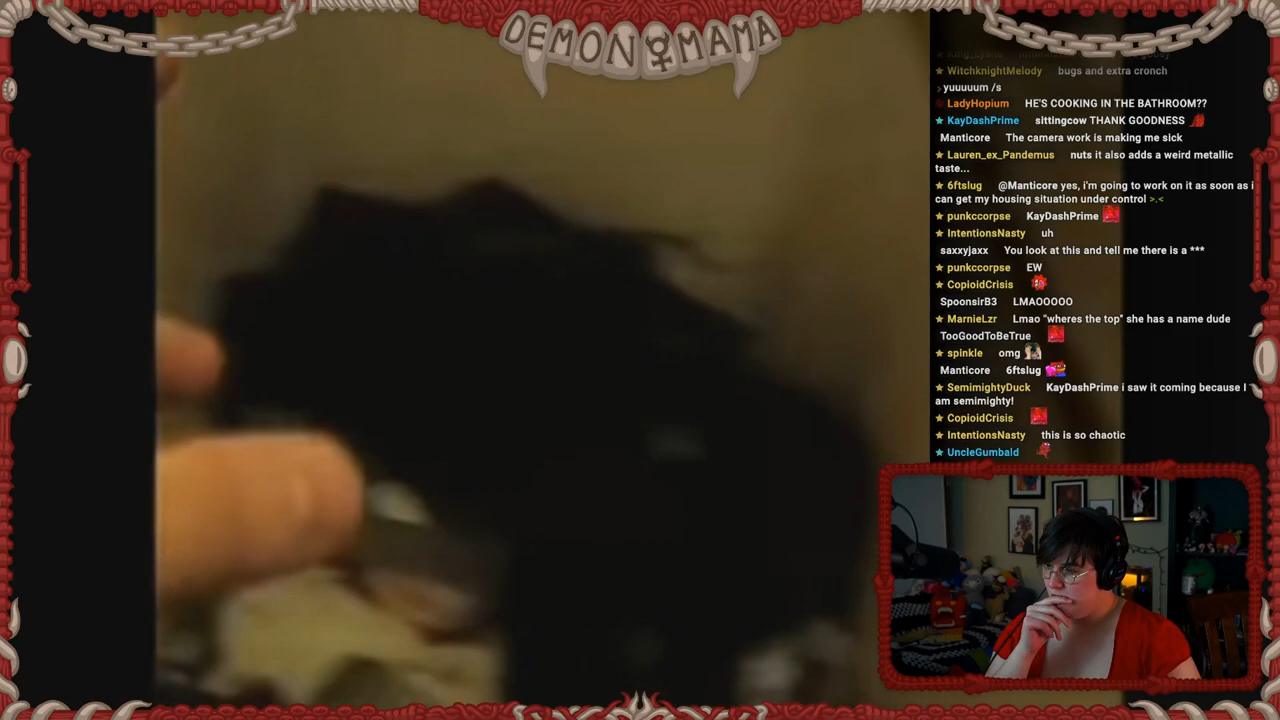 DEMON MAMA
WitchknightMelody bugs and extra cronch
>yuuuuum /s
LadyHopium HE'S COOKING IN THE BATHROOM??
KayDashPrime sittingcow THANK GOODNESS
Manticore The camera work is making me sick
Lauren_ex_Pandemus nuts it also adds a weird metallic
taste...
6ftslug @Manticore yes, i'm going to work on it as soon as i
can get my housing situation under control >.<
punkccorpse KayDashPrime
IntentionsNasty uh
saxxyjaxx You look at this and tell me there is a ***
punkccorpse EW
CopioidCrisis
SpoonsirB3 LMAOOOOO
MarnieLzr Lmao "wheres the top" she has a name dude
TooGoodToBeTrue
spinkle omg
Manticore 6ftslug
SemimightyDuck KayDashPrime i saw it coming because I
am semimighty!
CopioidCrisis
IntentionsNasty this is so chaotic
UncleGumbald